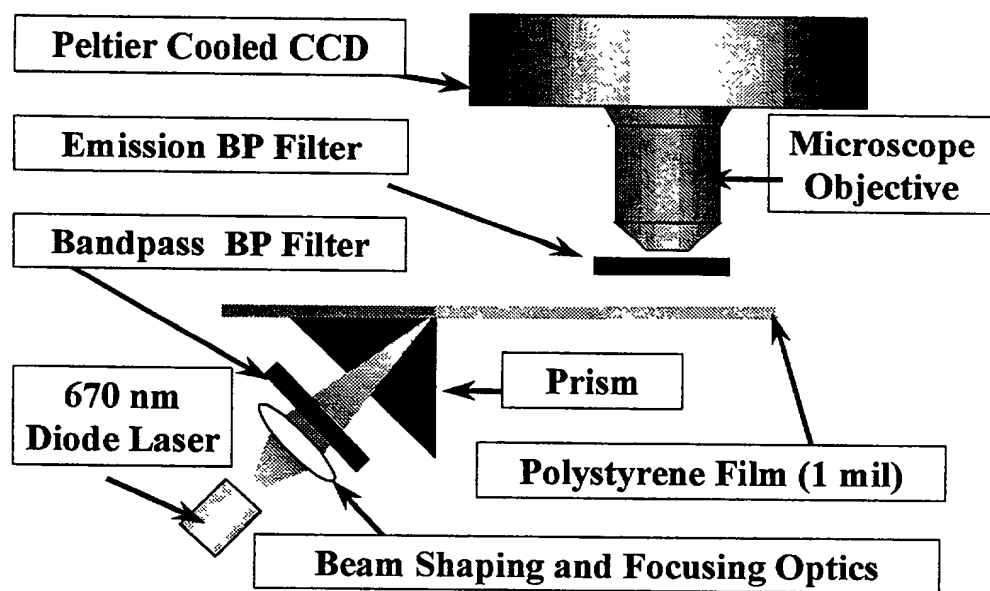 Peltier Cooled CCD
Emission BP Filter
Microscope
Objective
Bandpass BP Filter
670 nm
Diode Laser
Prism
Polystyrene Film (1 mil)
Beam Shaping and Focusing Optics